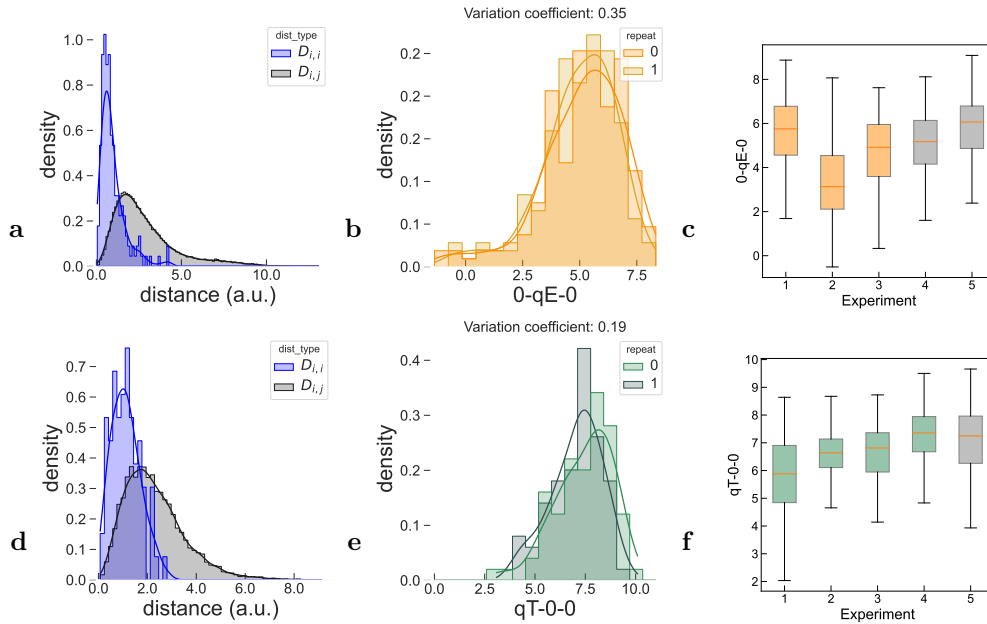 a
density
1.0
0.8
0.6
0.4
0.2
0.0
0.0
5.0
10.0
distance (a.u.)
dist_type
D_{i,i}
D_{i,j}
b
Variation coefficient: 0.35
density
0.2
0.2
0.1
0.1
0.0
0.0
2.5
5.0
7.5
0-qE-0
repeat
0
1
c
0-qE-0
8
6
4
2
0
1
2
3
4
5
Experiment
d
density
0.7
0.6
0.5
0.4
0.3
0.2
0.1
0.0
0.0
2.0
4.0
6.0
8.0
distance (a.u.)
dist_type
D_{i,i}
D_{i,j}
e
Variation coefficient: 0.19
density
0.4
0.3
0.2
0.1
0.0
0.0
2.5
5.0
7.5
10.0
qT-0-0
repeat
0
1
f
qT-0-0
10
9
8
7
6
5
4
3
2
1
2
3
4
5
Experiment